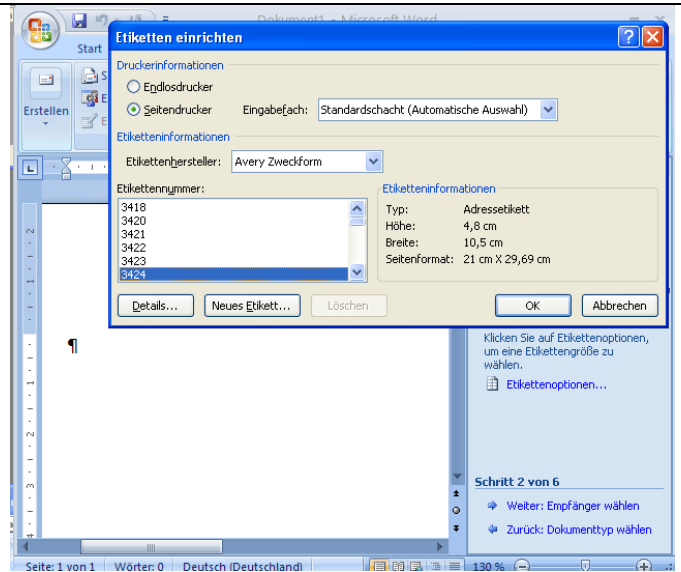 Dokument1 - Microsoft Word
Etiketten einrichten
Start
Erstellen
Druckerinformationen
Endlosdrucker
Seitendrucker Eingabefach: Standardschacht (Automatische Auswahl)
Etiketteninformationen
Etikettenhersteller: Avery Zweckform
Etikettennummer:
3418
3420
3421
3422
3423
3424
Etiketteninformationen
Typ: Adressetikett
Höhe: 4,8 cm
Breite: 10,5 cm
Seitenformat: 21 cm X 29,69 cm
Details... Neues Etikett... Löschen OK Abbrechen
¶
Klicken Sie auf Etikettenoptionen,
um eine Etikettengröße zu
wählen.
Etikettenoptionen...
Schritt 2 von 6
Weiter: Empfänger wählen
Zurück: Dokumenttyp wählen
Seite: 1 von 1 Wörter: 0 Deutsch (Deutschland) 130 %